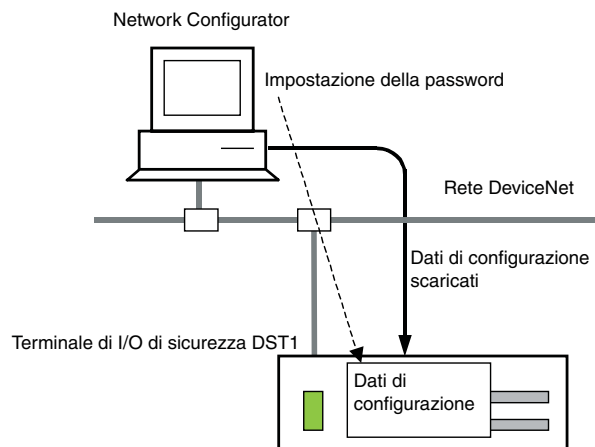 Network Configurator
Impostazione della password
Rete DeviceNet
Dati di configurazione
scaricati
Terminale di I/O di sicurezza DST1
Dati di
configurazione